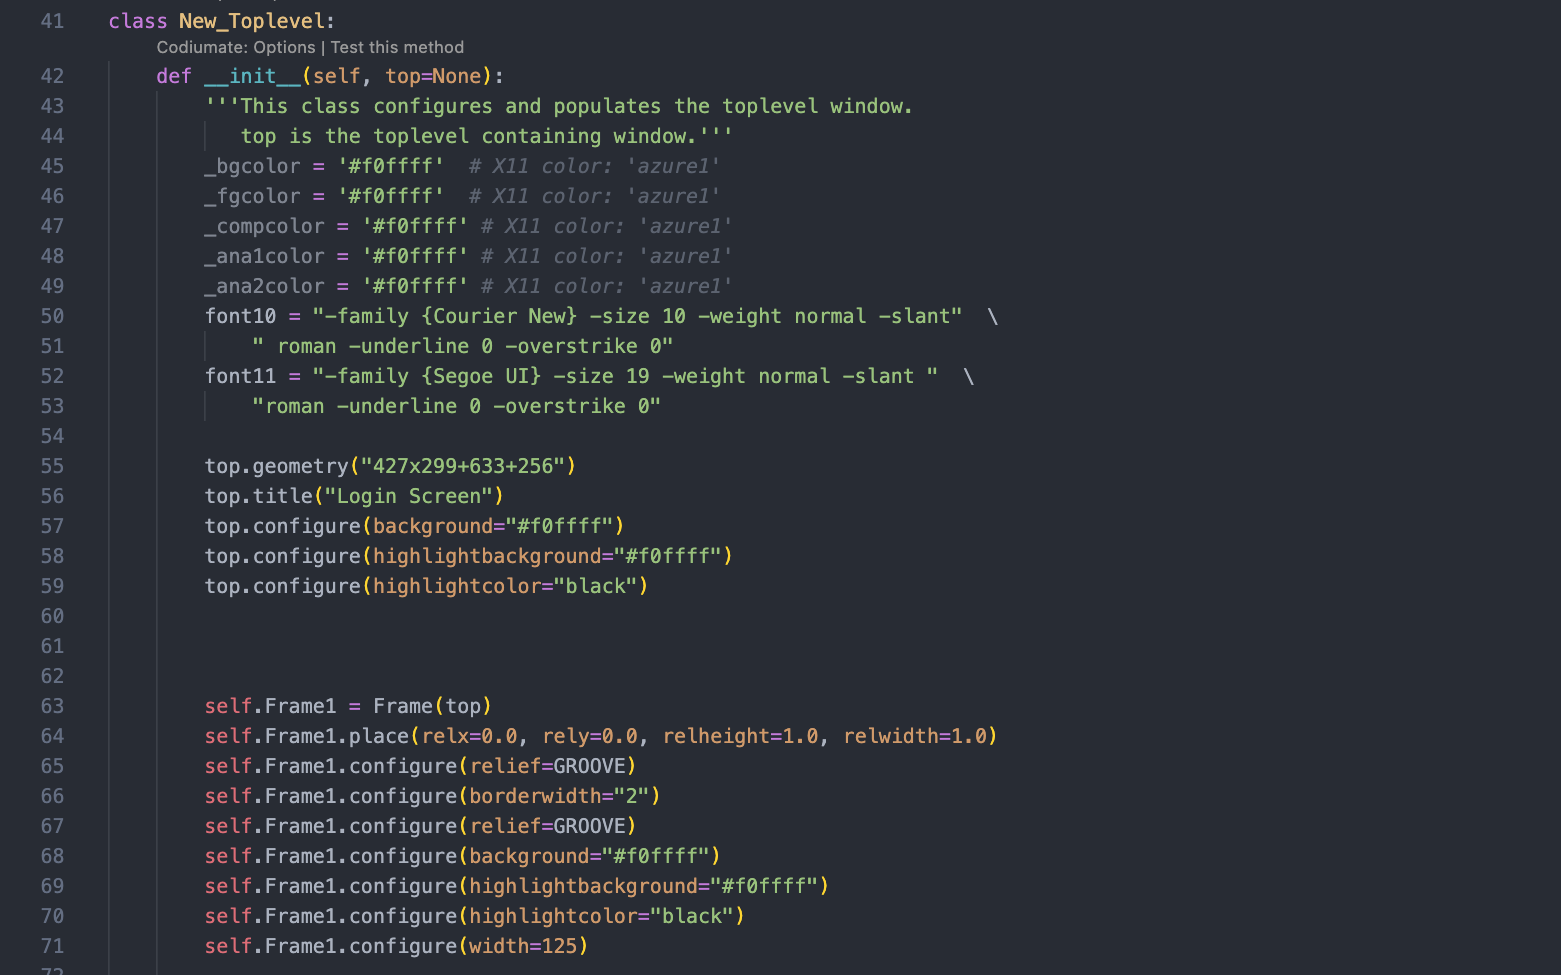 41 class New_Toplevel:
Codiumate: Options | Test this method
42 def __init__(self, top=None):
43 '''This class configures and populates the toplevel window.
44 top is the toplevel containing window.'''
45 _bgcolor = '#f0ffff'  # X11 color: 'azure1'
46 _fgcolor = '#f0ffff'  # X11 color: 'azure1'
47 _compcolor = '#f0ffff' # X11 color: 'azure1'
48 _ana1color = '#f0ffff' # X11 color: 'azure1'
49 _ana2color = '#f0ffff' # X11 color: 'azure1'
50 font10 = "-family {Courier New} -size 10 -weight normal -slant"  \
51 " roman -underline 0 -overstrike 0"
52 font11 = "-family {Segoe UI} -size 19 -weight normal -slant "  \
53 "roman -underline 0 -overstrike 0"
54
55 top.geometry("427x299+633+256")
56 top.title("Login Screen")
57 top.configure(background="#f0ffff")
58 top.configure(highlightbackground="#f0ffff")
59 top.configure(highlightcolor="black")
60
61
62
63 self.Frame1 = Frame(top)
64 self.Frame1.place(relx=0.0, rely=0.0, relheight=1.0, relwidth=1.0)
65 self.Frame1.configure(relief=GROOVE)
66 self.Frame1.configure(borderwidth="2")
67 self.Frame1.configure(relief=GROOVE)
68 self.Frame1.configure(background="#f0ffff")
69 self.Frame1.configure(highlightbackground="#f0ffff")
70 self.Frame1.configure(highlightcolor="black")
71 self.Frame1.configure(width=125)
72